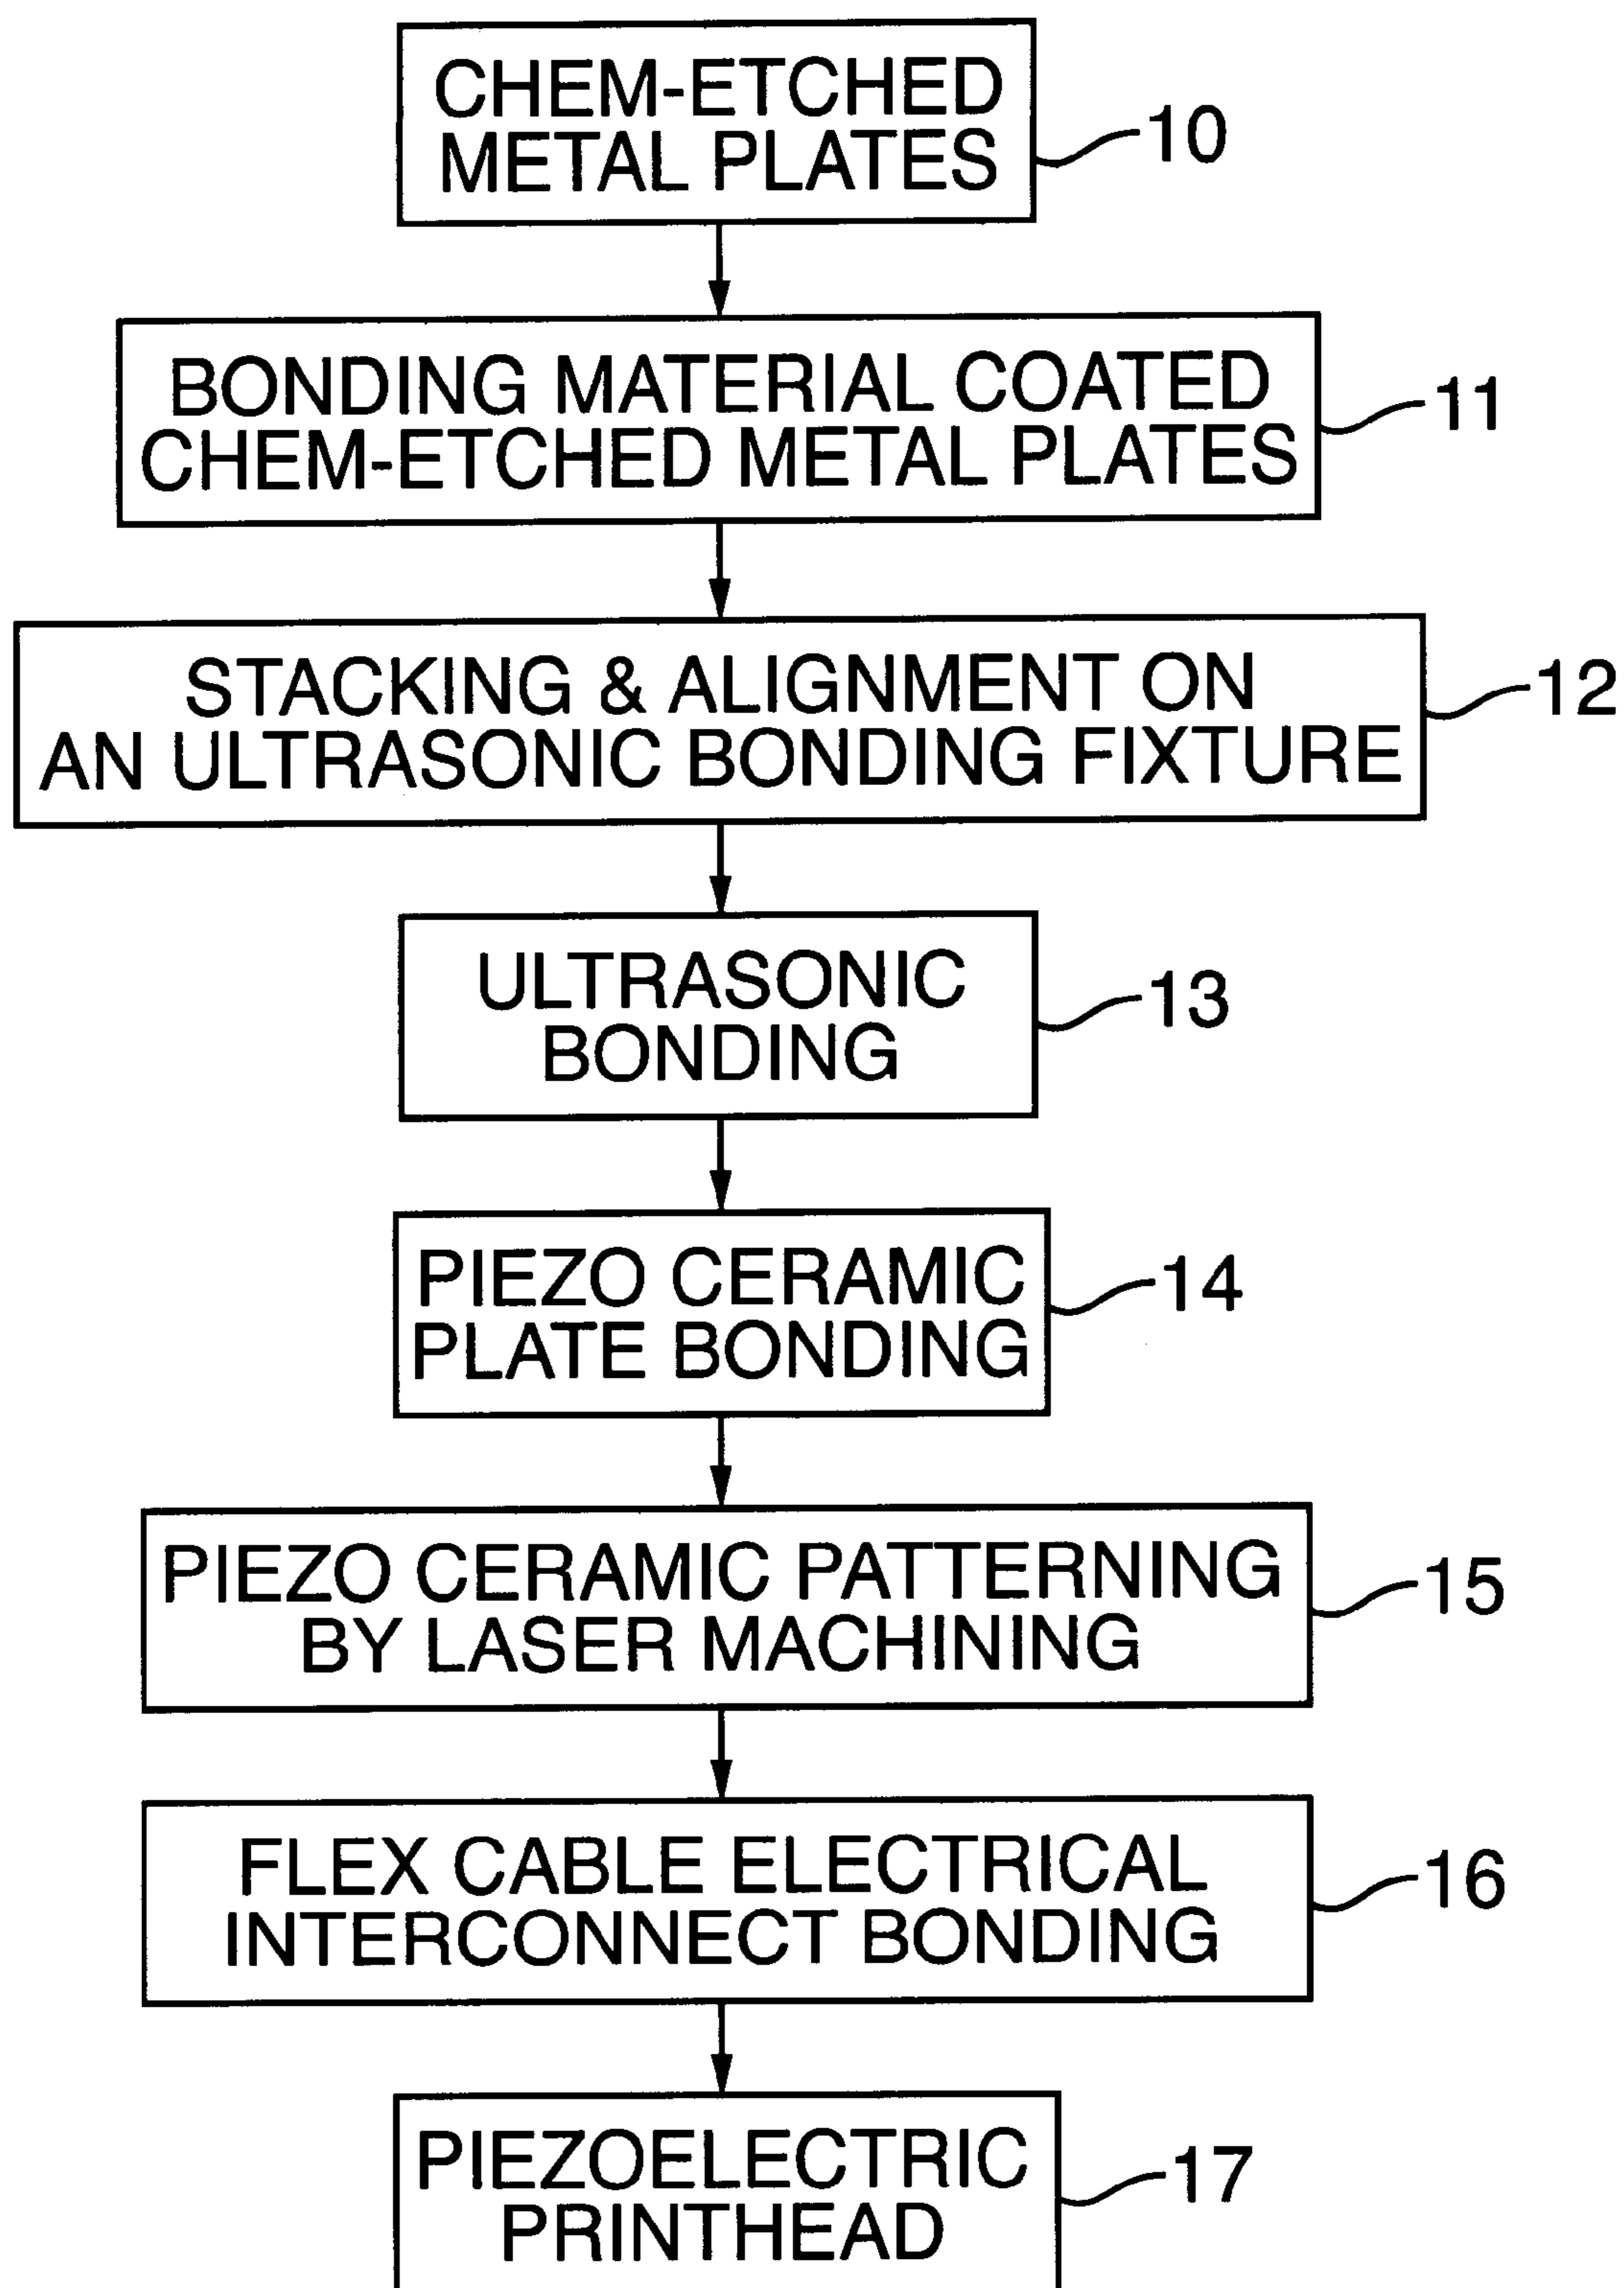 CHEM-ETCHED
METAL PLATES
10
BONDING MATERIAL COATED
CHEM-ETCHED METAL PLATES
11
STACKING & ALIGNMENT ON
AN ULTRASONIC BONDING FIXTURE
12
ULTRASONIC
BONDING
13
PIEZO CERAMIC
PLATE BONDING
14
PIEZO CERAMIC PATTERNING
BY LASER MACHINING
15
FLEX CABLE ELECTRICAL
INTERCONNECT BONDING
16
PIEZOELECTRIC
PRINTHEAD
17